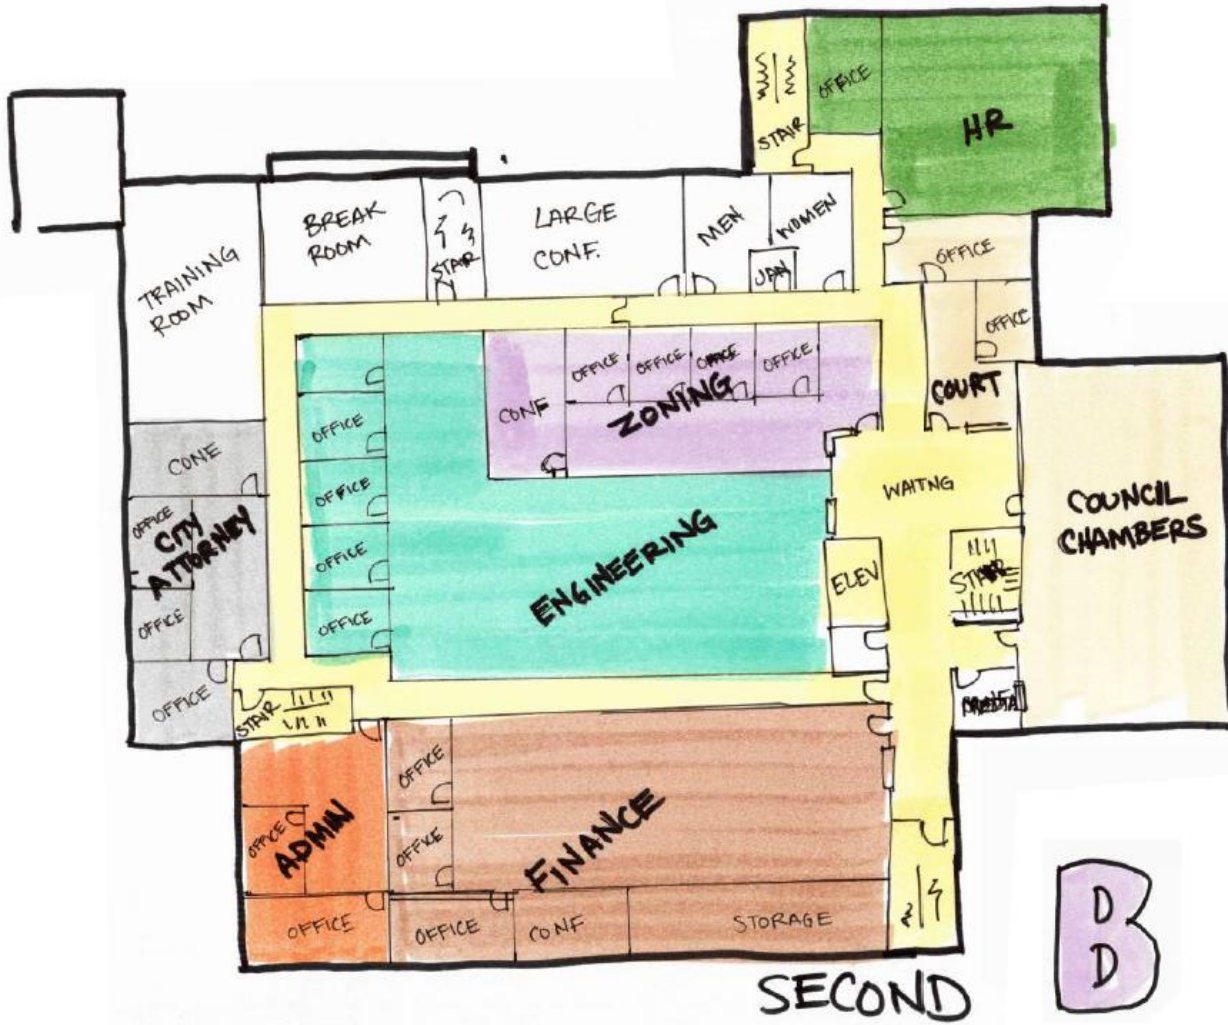 OFFICE
HR
STAIR
BREAK
ROOM
STAIR
LARGE
CONF.
MEN
WOMEN
JAN
OFFICE
TRAINING
ROOM
OFFICE
COURT
OFFICE
OFFICE
OFFICE
OFFICE
CONF
ZONING
OFFICE
OFFICE
OFFICE
OFFICE
CITY
ATTORNEY
OFFICE
OFFICE
OFFICE
ENGINEERING
WAITNG
ELEV
STAIR
COUNCIL
CHAMBERS
STAIR
ADMIN
OFFICE
OFFICE
OFFICE
OFFICE
FINANCE
OFFICE
CONF
STORAGE
SECOND
B
D
D